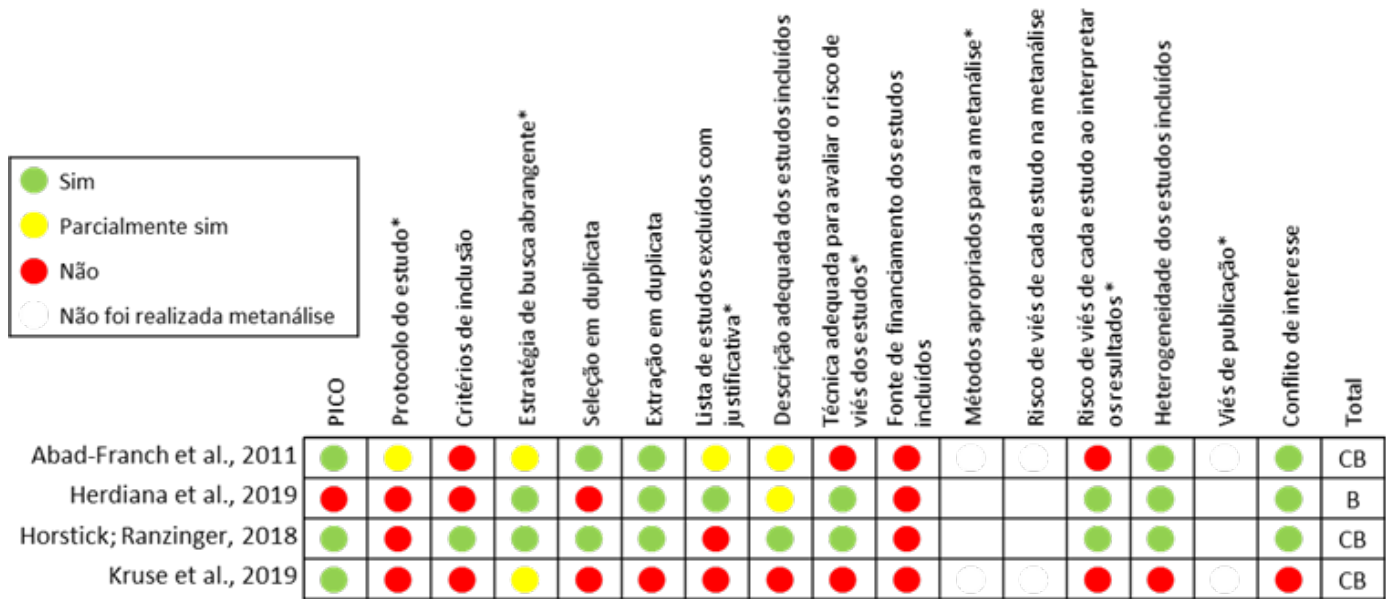 Sim
Parcialmente sim
Não
Não foi realizada metanálise
PICO
Protocolo do estudo*
Critérios de inclusão
Estratégia de busca abrangente*
Seleção em duplicata
Extração em duplicata
Lista de estudos excluídos com
justificativa*
Descrição adequada dos estudos incluídos
Técnica adequada para avaliar o risco de
viés dos estudos*
Fonte de financiamento dos estudos
incluídos
Métodos apropriados para a metanálise*
Risco de viés de cada estudo na metanálise
Risco de viés de cada estudo ao interpretar
os resultados*
Heterogeneidade dos estudos incluídos
Viés de publicação*
Conflito de interesse
Total
Abad-Franch et al., 2011 CB
Herdiana et al., 2019 B
Horstick; Ranzinger, 2018 CB
Kruse et al., 2019 CB